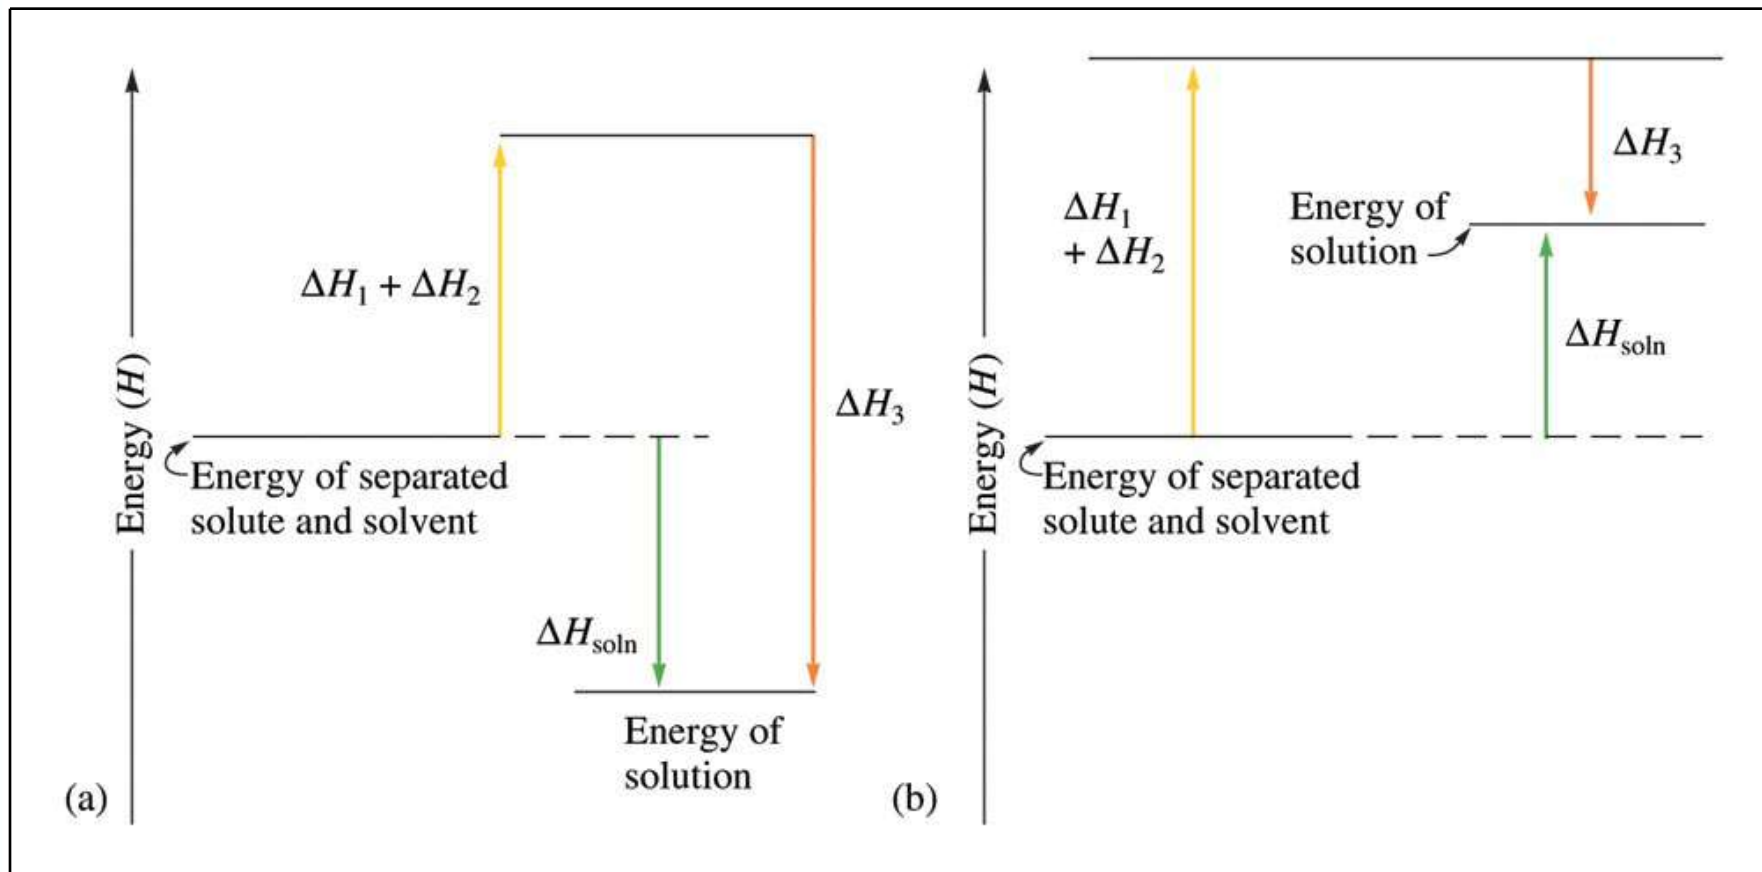 Energy (H)
ΔH₁ + ΔH₂
ΔH₃
Energy of separated
solute and solvent
ΔHsoln
Energy of
solution
(a)
Energy (H)
ΔH₁
+ ΔH₂
ΔH₃
Energy of
solution
ΔHsoln
Energy of separated
solute and solvent
(b)